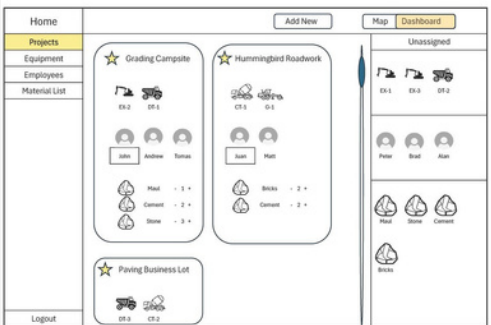 Home
Add New
Map Dashboard
Projects
Equipment
Employees
Material List
Logout
Grading Campsite
EX-2 DT-1
John Andrew Tomas
Maul - 1 +
Cement - 2 +
Stone - 3 +
Hummingbird Roadwork
CT-1 G-1
Juan Matt
Bricks - 2 +
Cement - 2 +
Paving Business Lot
DT-3 CT-2
Unassigned
EX-1 EX-3 DT-2
Peter Brad Alan
Maul Stone Cement
Bricks